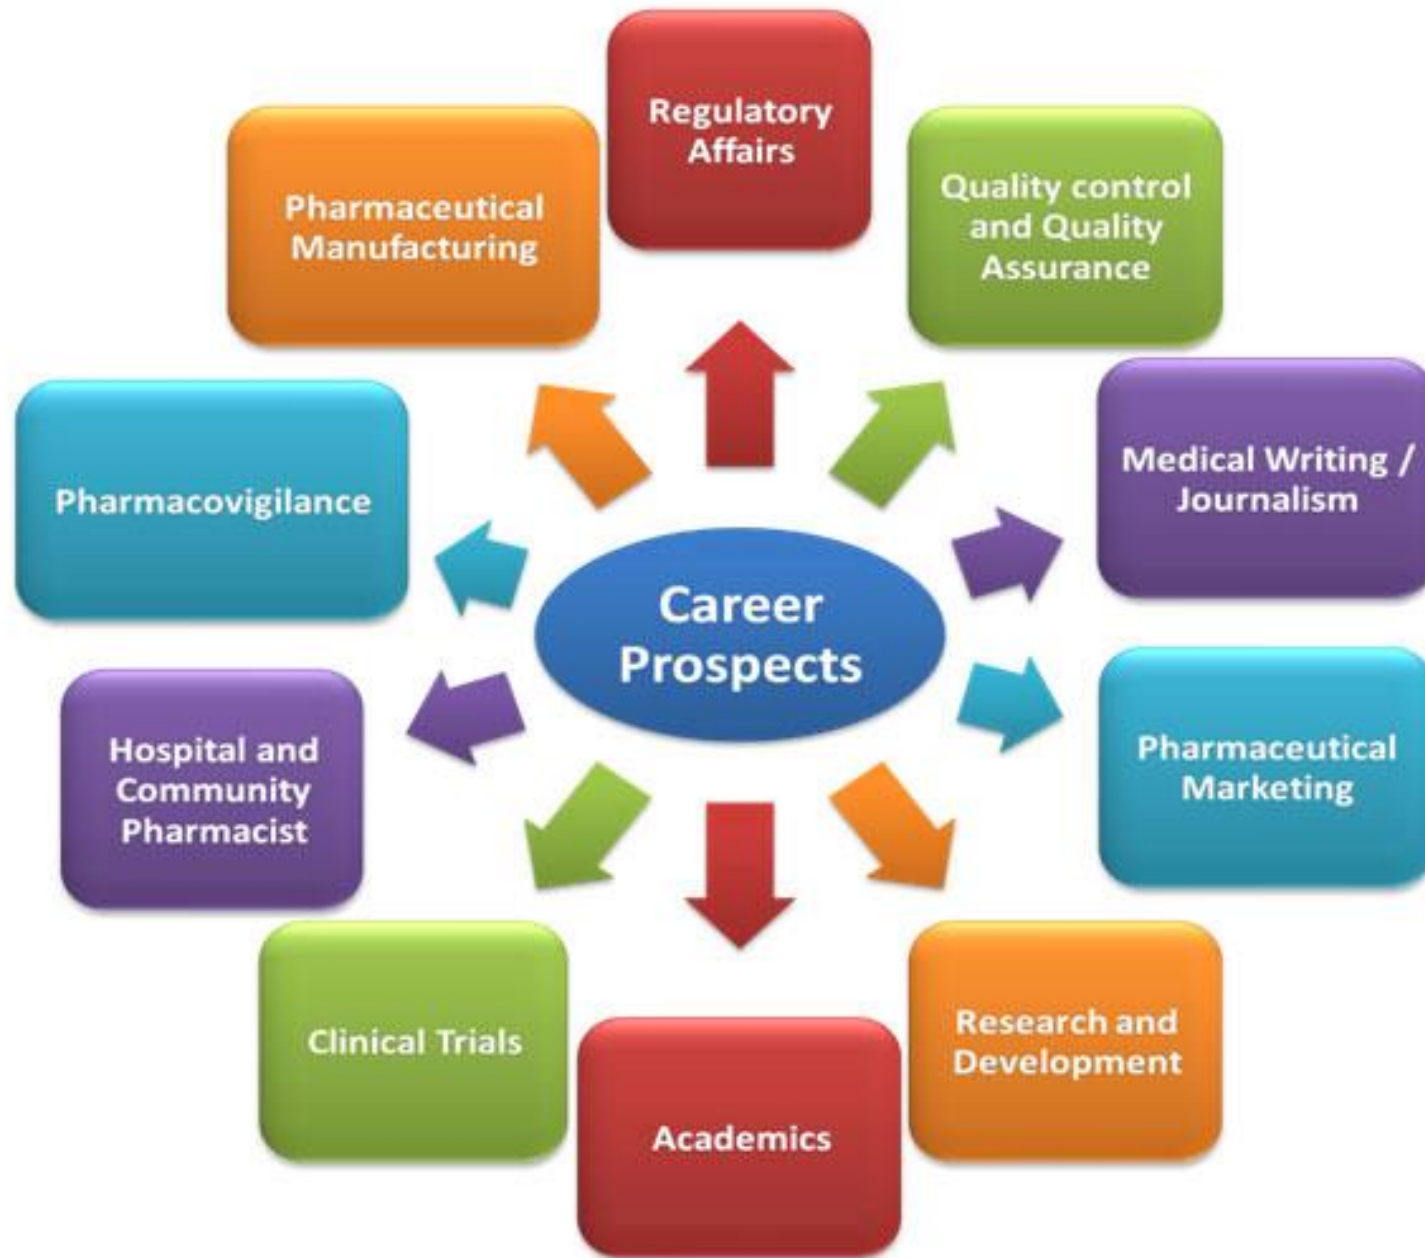 Regulatory
Affairs
Quality control
and Quality
Assurance
Medical Writing /
Journalism
Pharmaceutical
Marketing
Research and
Development
Academics
Clinical Trials
Hospital and
Community
Pharmacist
Pharmacovigilance
Pharmaceutical
Manufacturing
Career
Prospects